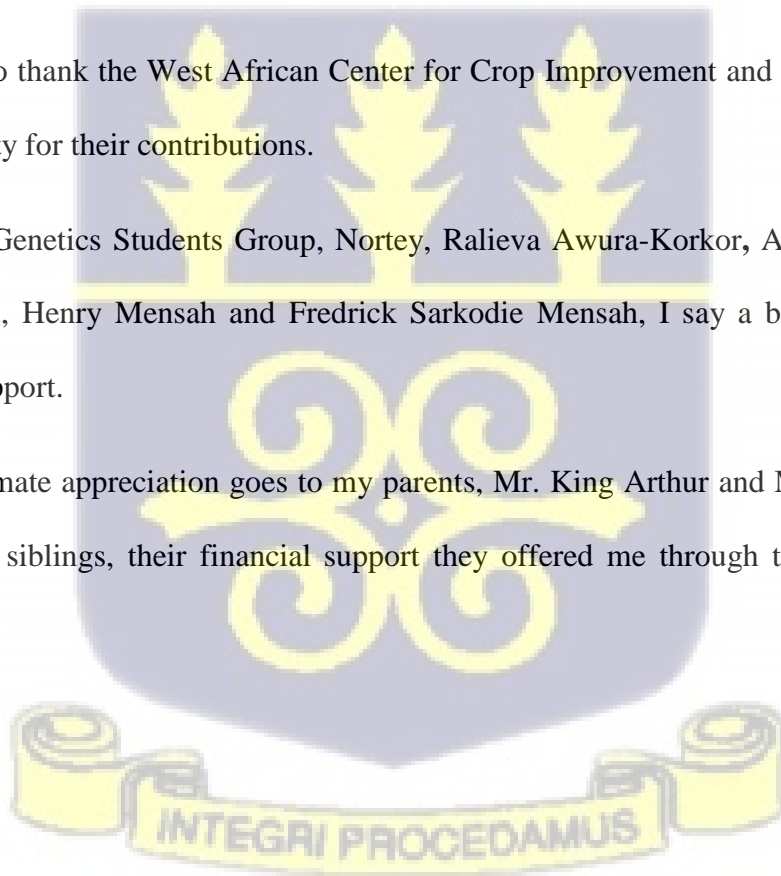 thank the West African Center for Crop Improvement and
for their contributions.
Genetics Students Group, Nortey, Ralieva Awura-Korkor, A
, Henry Mensah and Fredrick Sarkodie Mensah, I say a b
appreciation goes to my parents, Mr. King Arthur and M
siblings, their financial support they offered me through t
INTEGRI PROCEDAMUS